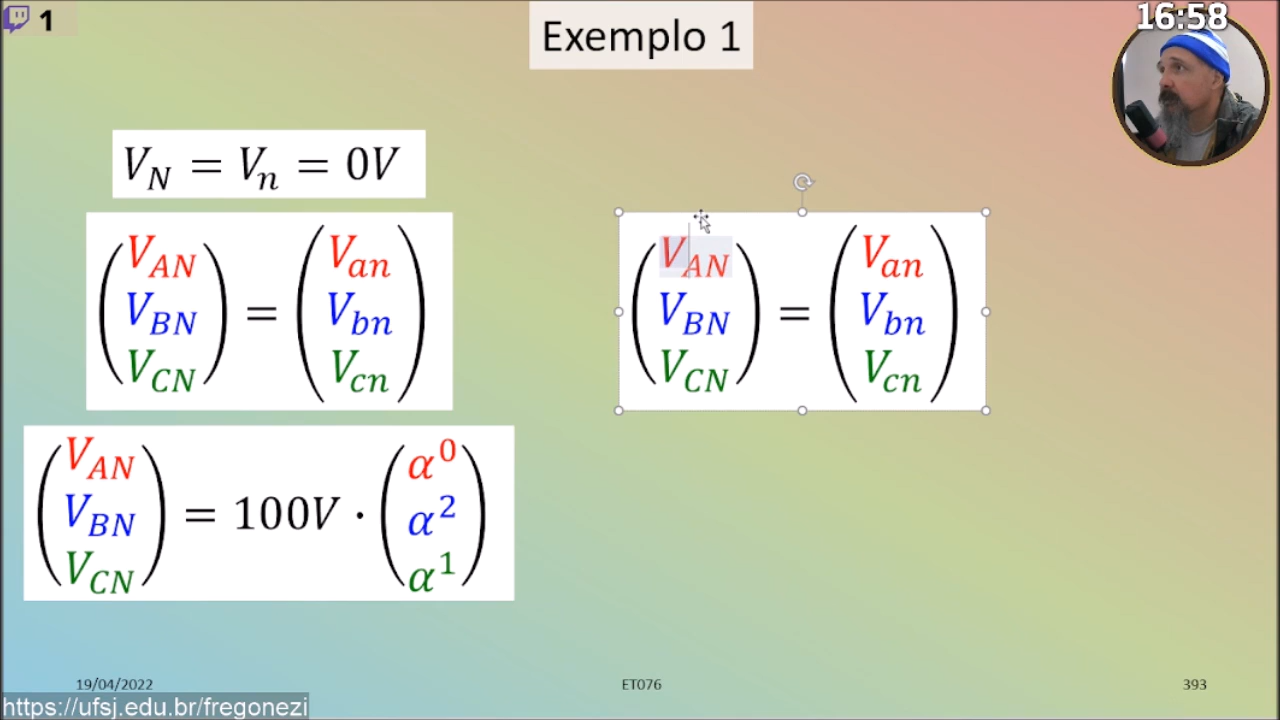 1
16:58
Exemplo 1
V_N = V_n = 0V
(V_AN V_BN V_CN) = (V_an V_bn V_cn)
(V_AN V_BN V_CN) = (V_an V_bn V_cn)
(V_AN V_BN V_CN) = 100V · (α^0 α^2 α^1)
19/04/2022
ET076
393
https://ufsj.edu.br/fregonezi